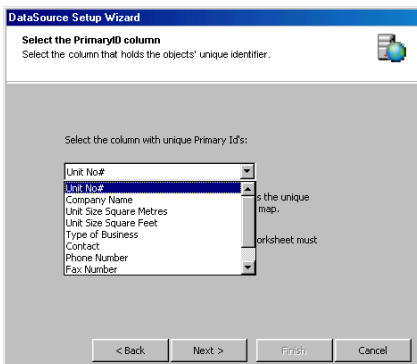 DataSource Setup Wizard
Select the PrimaryID column
Select the column that holds the objects' unique identifier.
Select the column with unique Primary Id's:
Unit No#
Unit No#
Company Name
s the unique
Unit Size Square Metres
map.
Unit Size Square Feet
Type of Business
orksheet must
Contact
Phone Number
Fax Number
< Back
Next >
Finish
Cancel